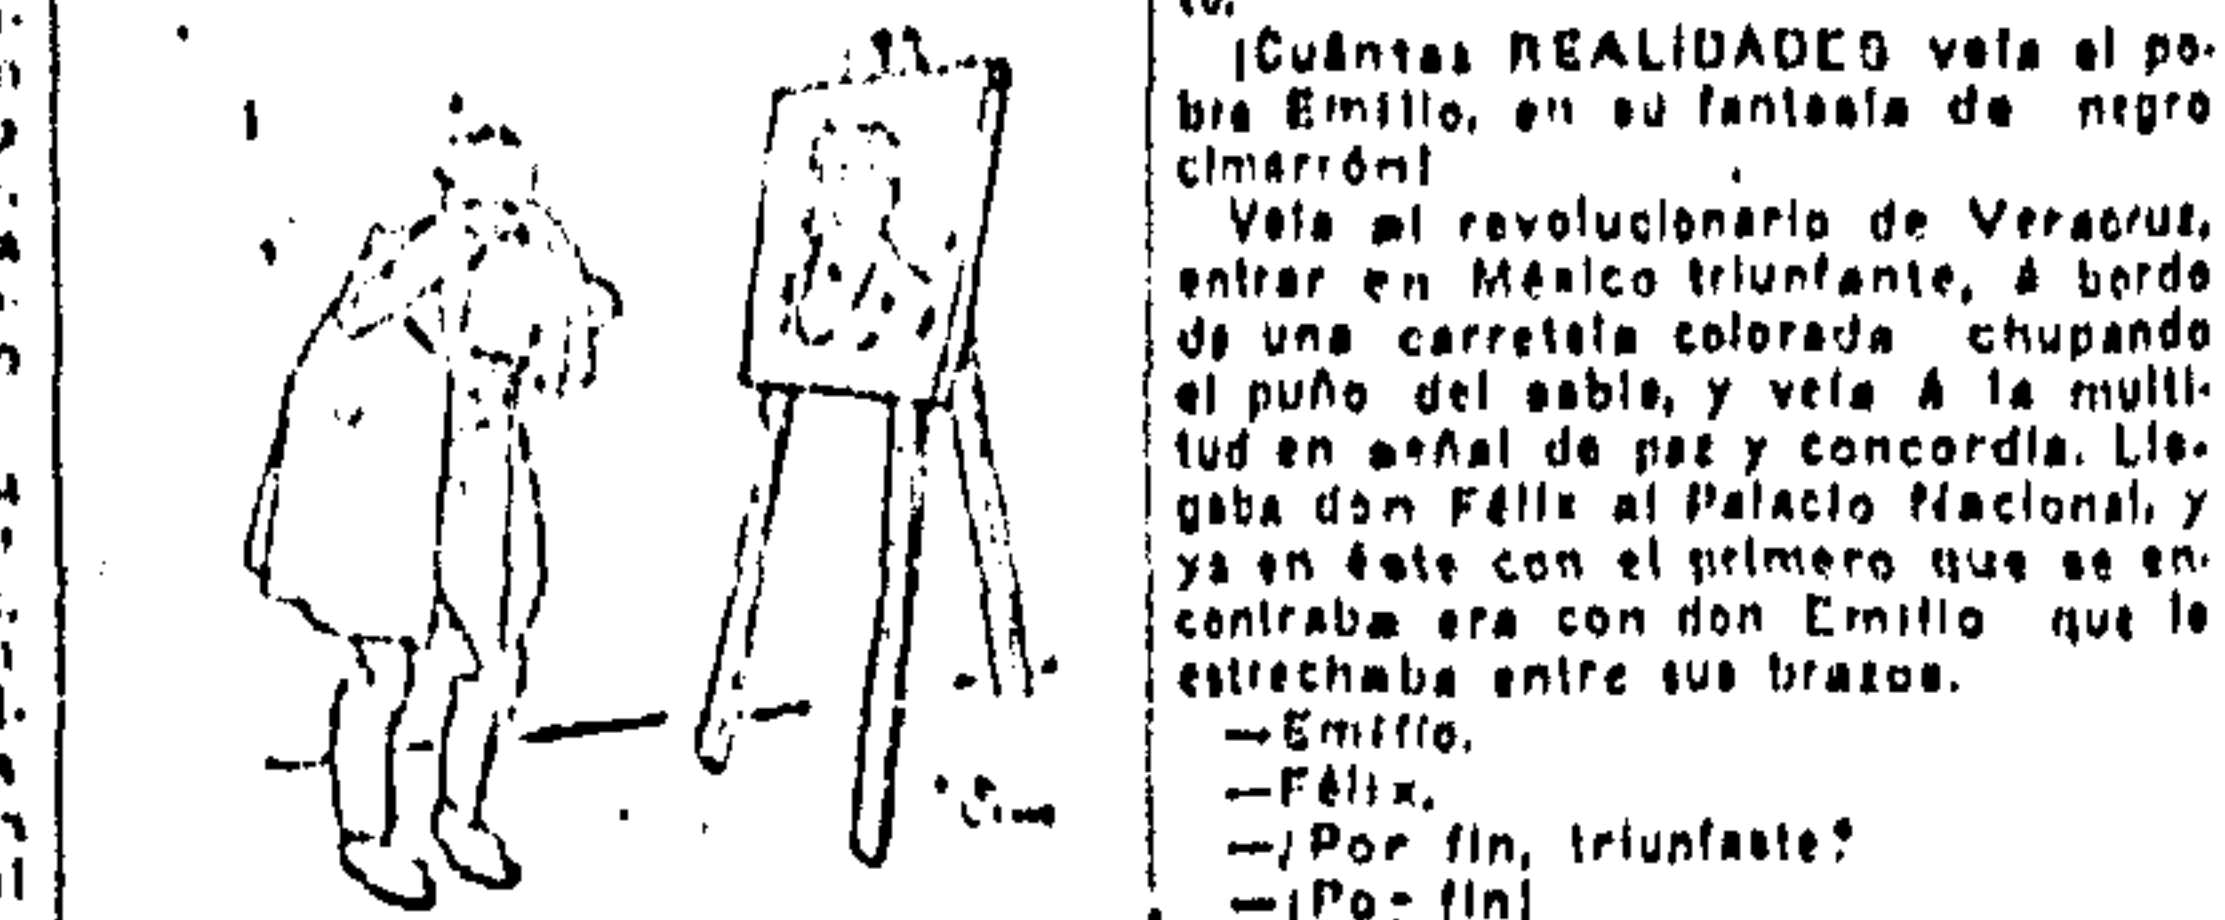 ¡Cuántas REALIDADES veía el po-
bre Emilio, en su fantasía de negro
cimarrón!
Veía al revolucionario de Veracruz,
entrar en México triunfante, á bordo
de una carretela colorada chupando
el puño del sable, y veía á la multi-
tud en señal de paz y concordia. Lle-
gaba don Félix al Palacio Nacional, y
ya en éste con el primero que se en-
contraba era con don Emilio que le
estrechaba entre sus brazos.
—Emilio.
—Félix.
—¿Por fin, triunfaste?
—¡Por fin!